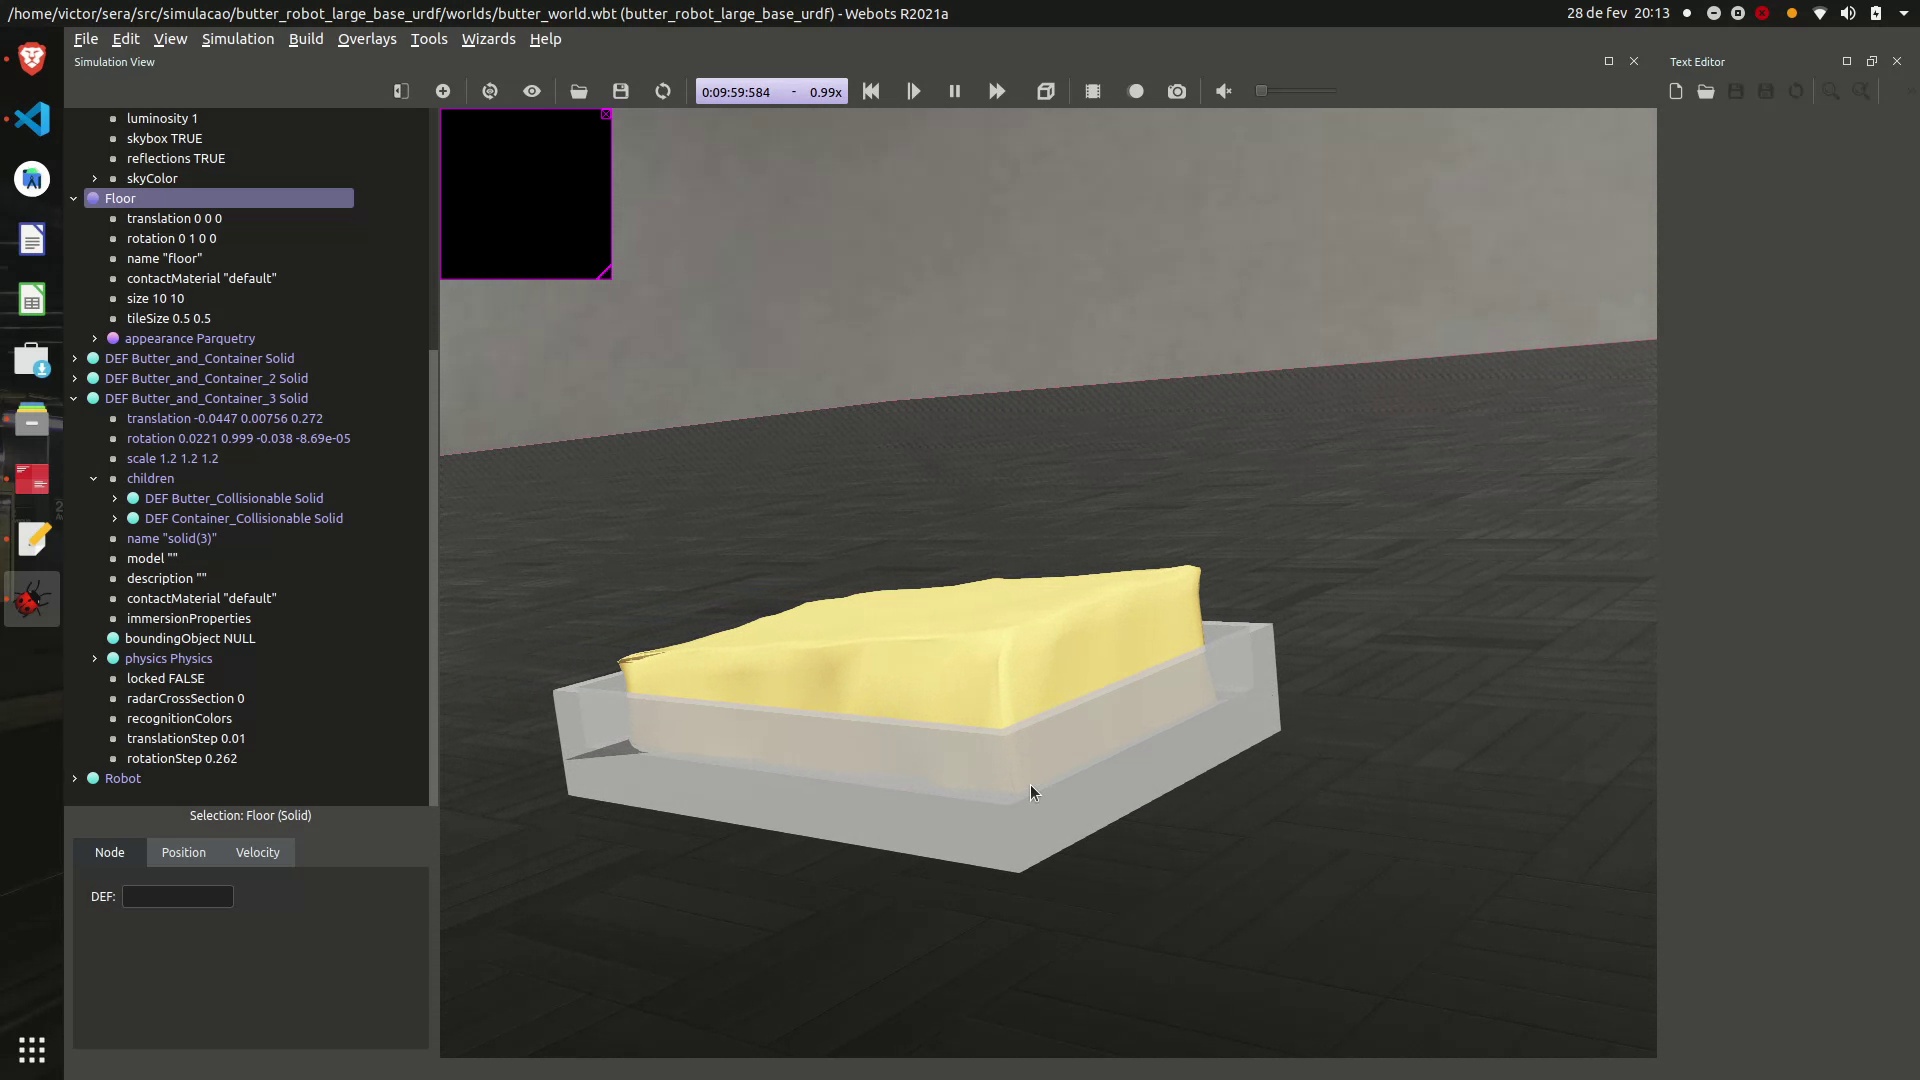 /home/victor/sera/src/simulacao/butter_robot_large_base_urdf/worlds/butter_world.wbt (butter_robot_large_base_urdf) - Webots R2021a
28 de fev 20:13
File Edit View Simulation Build Overlays Tools Wizards Help
Simulation View
Text Editor
0:09:59:584 - 0.99x
luminosity 1
skybox TRUE
reflections TRUE
skyColor
Floor
translation 0 0 0
rotation 0 1 0 0
name "floor"
contactMaterial "default"
size 10 10
tileSize 0.5 0.5
appearance Parquetry
DEF Butter_and_Container Solid
DEF Butter_and_Container_2 Solid
DEF Butter_and_Container_3 Solid
translation -0.0447 0.00756 0.272
rotation 0.0221 0.999 -0.038 -8.69e-05
scale 1.2 1.2 1.2
children
DEF Butter_Collisionable Solid
DEF Container_Collisionable Solid
name "solid(3)"
model ""
description ""
contactMaterial "default"
immersionProperties
boundingObject NULL
physics Physics
locked FALSE
radarCrossSection 0
recognitionColors
translationStep 0.01
rotationStep 0.262
Robot
Selection: Floor (Solid)
Node Position Velocity
DEF: